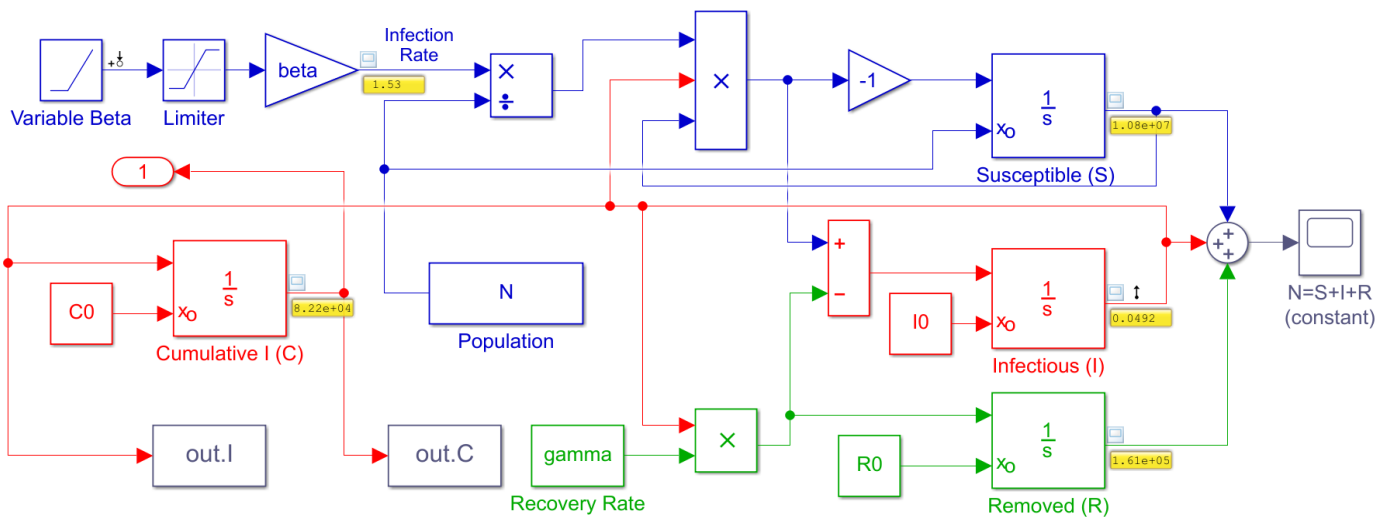 Infection
Rate
beta
1.53
×
÷
Variable Beta
Limiter
×
-1
1
s
xo
1.08e+07
Susceptible (S)
1
1
s
xo
8.22e+04
C0
Cumulative I (C)
N
Population
+
−
I0
1
s
xo
0.0492
Infectious (I)
+
+
+
N=S+I+R
(constant)
out.I
out.C
gamma
Recovery Rate
×
R0
1
s
xo
1.61e+05
Removed (R)